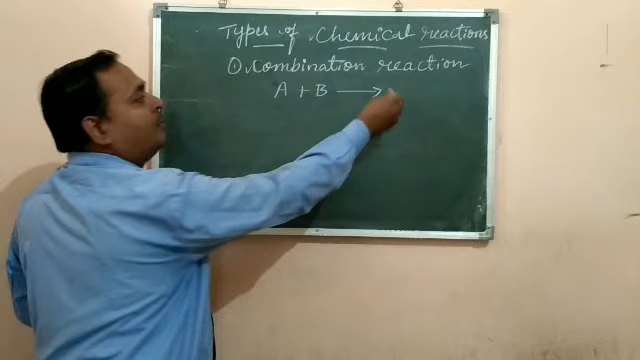 Types of Chemical reactions
①. Combination reaction
A + B ⟶